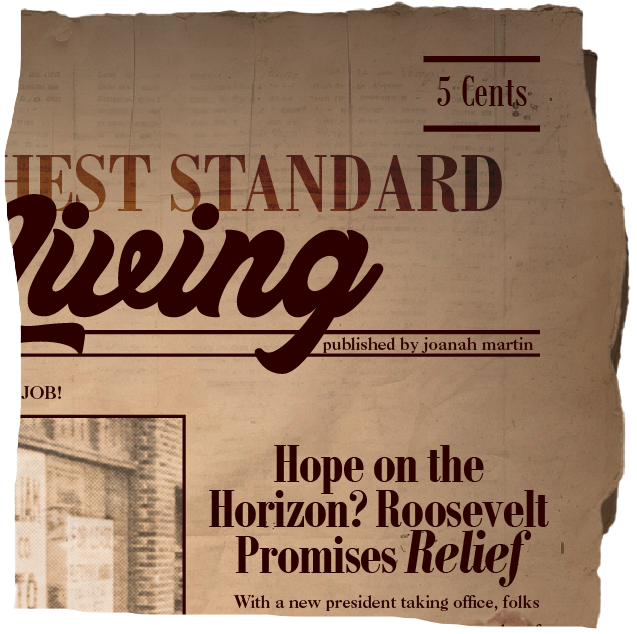 5 Cents
HEST STANDARD
Giving
published by joanah martin
JOB!
Hope on the
Horizon? Roosevelt
Promises Relief
With a new president taking office, folks